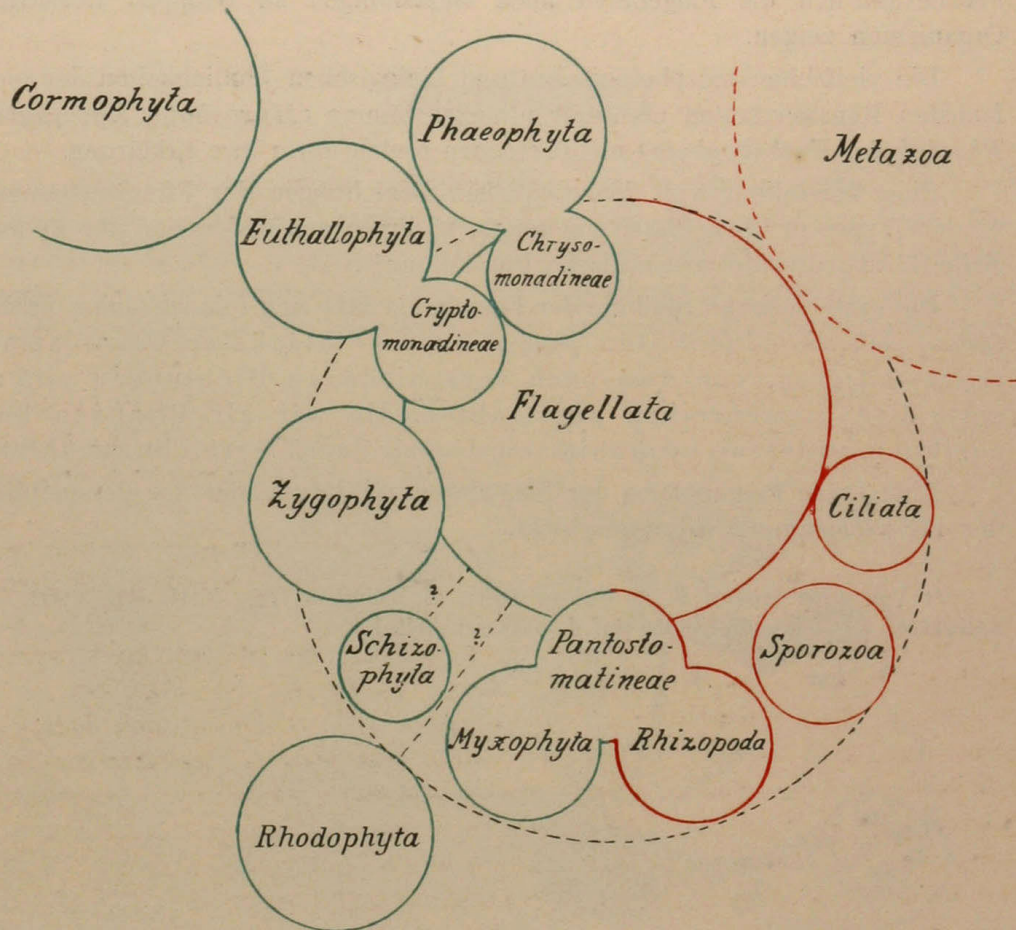 Cormophyta
Phaeophyta
Metazoa
Euthallophyta
Chryso-
monadineae
Crypto-
monadineae
Flagellata
Zygophyta
Ciliata
?
?
Schizo-
phyta
Pantosto-
matineae
Sporozoa
Myxophyta
Rhizopoda
Rhodophyta